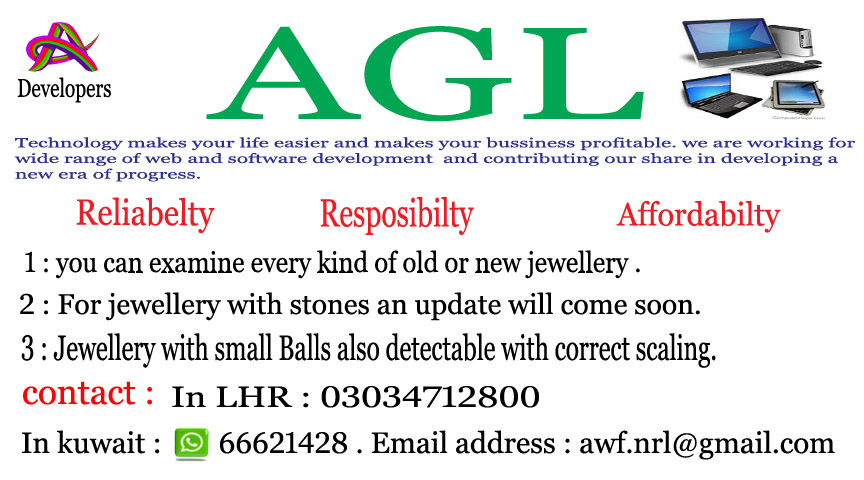 AGL
Developers
Technology makes your life easier and makes your bussiness profitable. we are working for
wide range of web and software development and contributing our share in developing a
new era of progress.
Reliabelty Resposibilty Affordabilty
1 : you can examine every kind of old or new jewellery .
2 : For jewellery with stones an update will come soon.
3 : Jewellery with small Balls also detectable with correct scaling.
contact : In LHR : 03034712800
In kuwait : 66621428 . Email address : awf.nrl@gmail.com